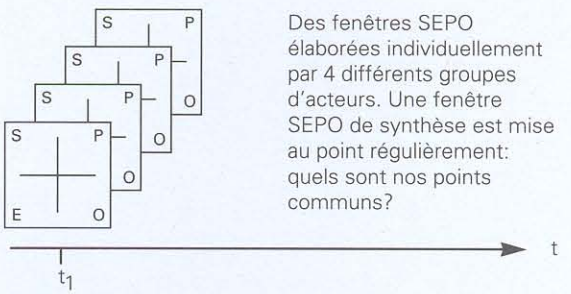 S P
S P
S P O
S P O
E O O
Des fenêtres SEPO
élaborées individuellement
par 4 différents groupes
d'acteurs. Une fenêtre
SEPO de synthèse est mise
au point régulièrement:
quels sont nos points
communs?
t
t1